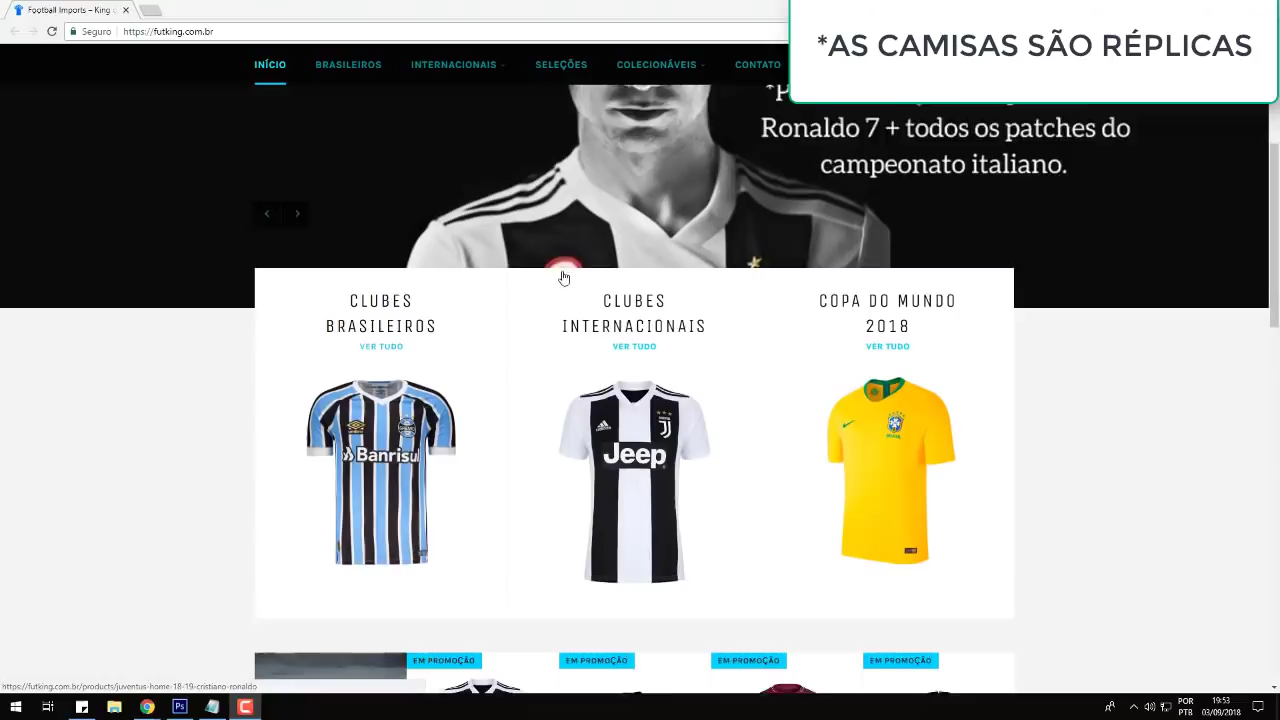 Football Imports – King
Seguro
https://futking.com.br
*AS CAMISAS SÃO RÉPLICAS
INÍCIO
BRASILEIROS
INTERNACIONAIS
SELEÇÕES
COLECIONÁVEIS
CONTATO
Ronaldo 7 + todos os patches do
campeonato italiano.
CLUBES
BRASILEIROS
VER TUDO
CLUBES
INTERNACIONAIS
VER TUDO
COPA DO MUNDO
2018
VER TUDO
Banrisul
Jeep
EM PROMOÇÃO
EM PROMOÇÃO
EM PROMOÇÃO
EM PROMOÇÃO
https://futking.com.br/products/juventus-home-18-19-cristiano-ronaldo
POR
PTB
19:53
03/09/2018